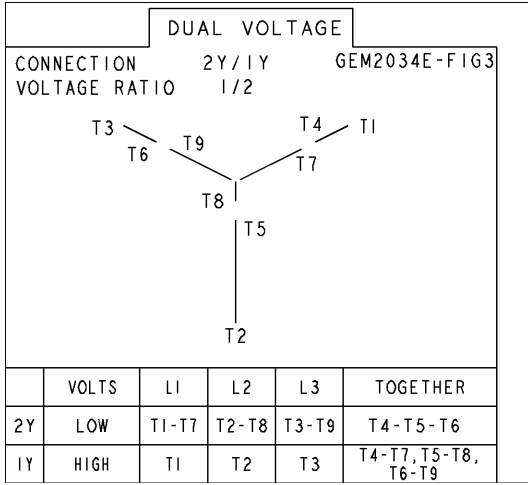 DUAL VOLTAGE
CONNECTION 2Y/1Y GEM2034E-FIG3
VOLTAGE RATIO 1/2
T3 T4 T1
T6 T9 T7
T8
T5
T2
VOLTS L1 L2 L3 TOGETHER
2Y LOW T1-T7 T2-T8 T3-T9 T4-T5-T6
1Y HIGH T1 T2 T3 T4-T7,T5-T8,
T6-T9